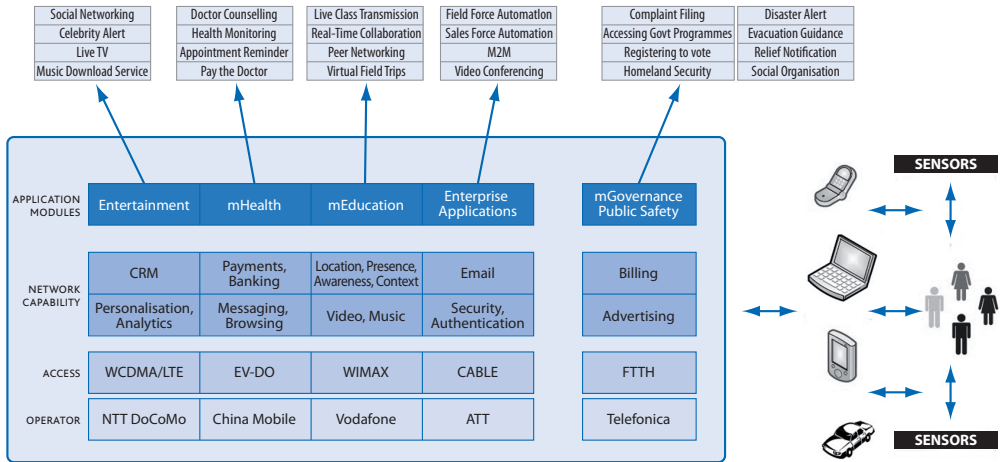 Social Networking
Celebrity Alert
Live TV
Music Download Service
Doctor Counselling
Health Monitoring
Appointment Reminder
Pay the Doctor
Live Class Transmission
Real-Time Collaboration
Peer Networking
Virtual Field Trips
Field Force Automation
Sales Force Automation
M2M
Video Conferencing
Complaint Filing
Accessing Govt Programmes
Registering to vote
Homeland Security
Disaster Alert
Evacuation Guidance
Relief Notification
Social Organisation
APPLICATION
MODULES
Entertainment
mHealth
mEducation
Enterprise
Applications
mGovernance
Public Safety
NETWORK
CAPABILITY
CRM
Payments,
Banking
Location, Presence,
Awareness, Context
Email
Billing
Personalisation,
Analytics
Messaging,
Browsing
Video, Music
Security,
Authentication
Advertising
ACCESS
WCDMA/LTE
EV-DO
WIMAX
CABLE
FTTH
OPERATOR
NTT DoCoMo
China Mobile
Vodafone
ATT
Telefonica
SENSORS
SENSORS